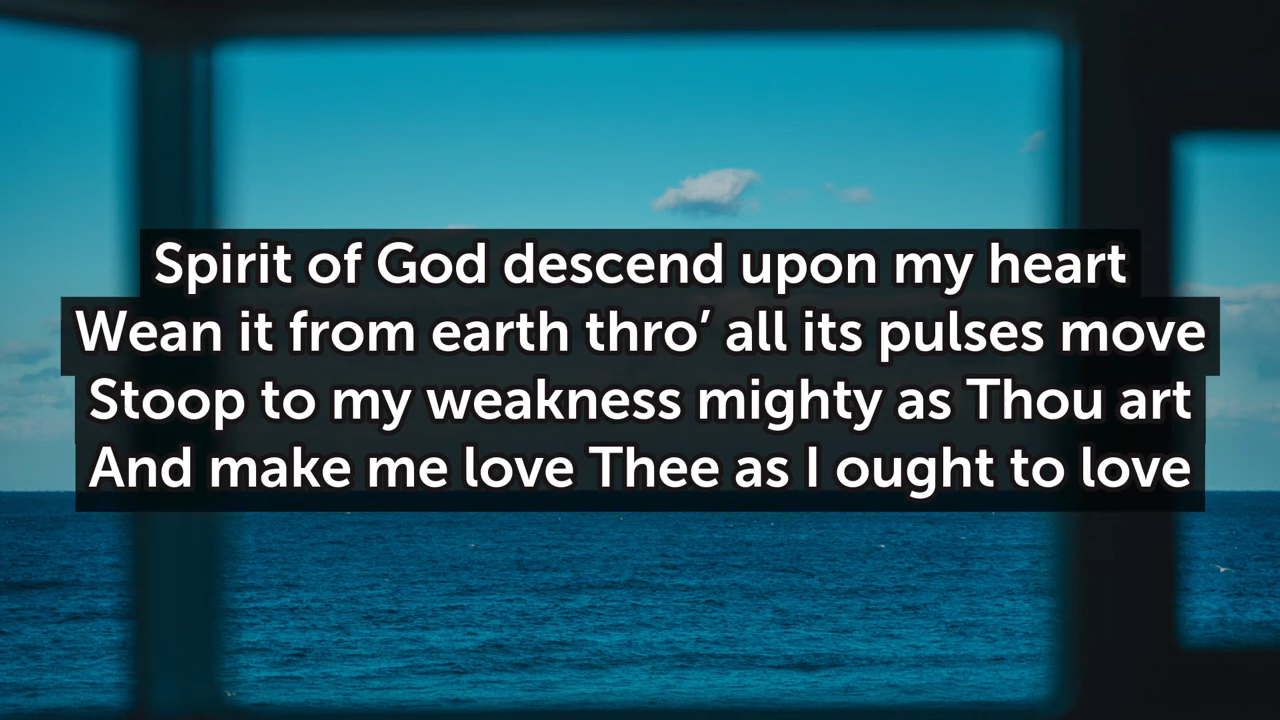 Spirit of God descend upon my heart
Wean it from earth thro’ all its pulses move
Stoop to my weakness mighty as Thou art
And make me love Thee as I ought to love